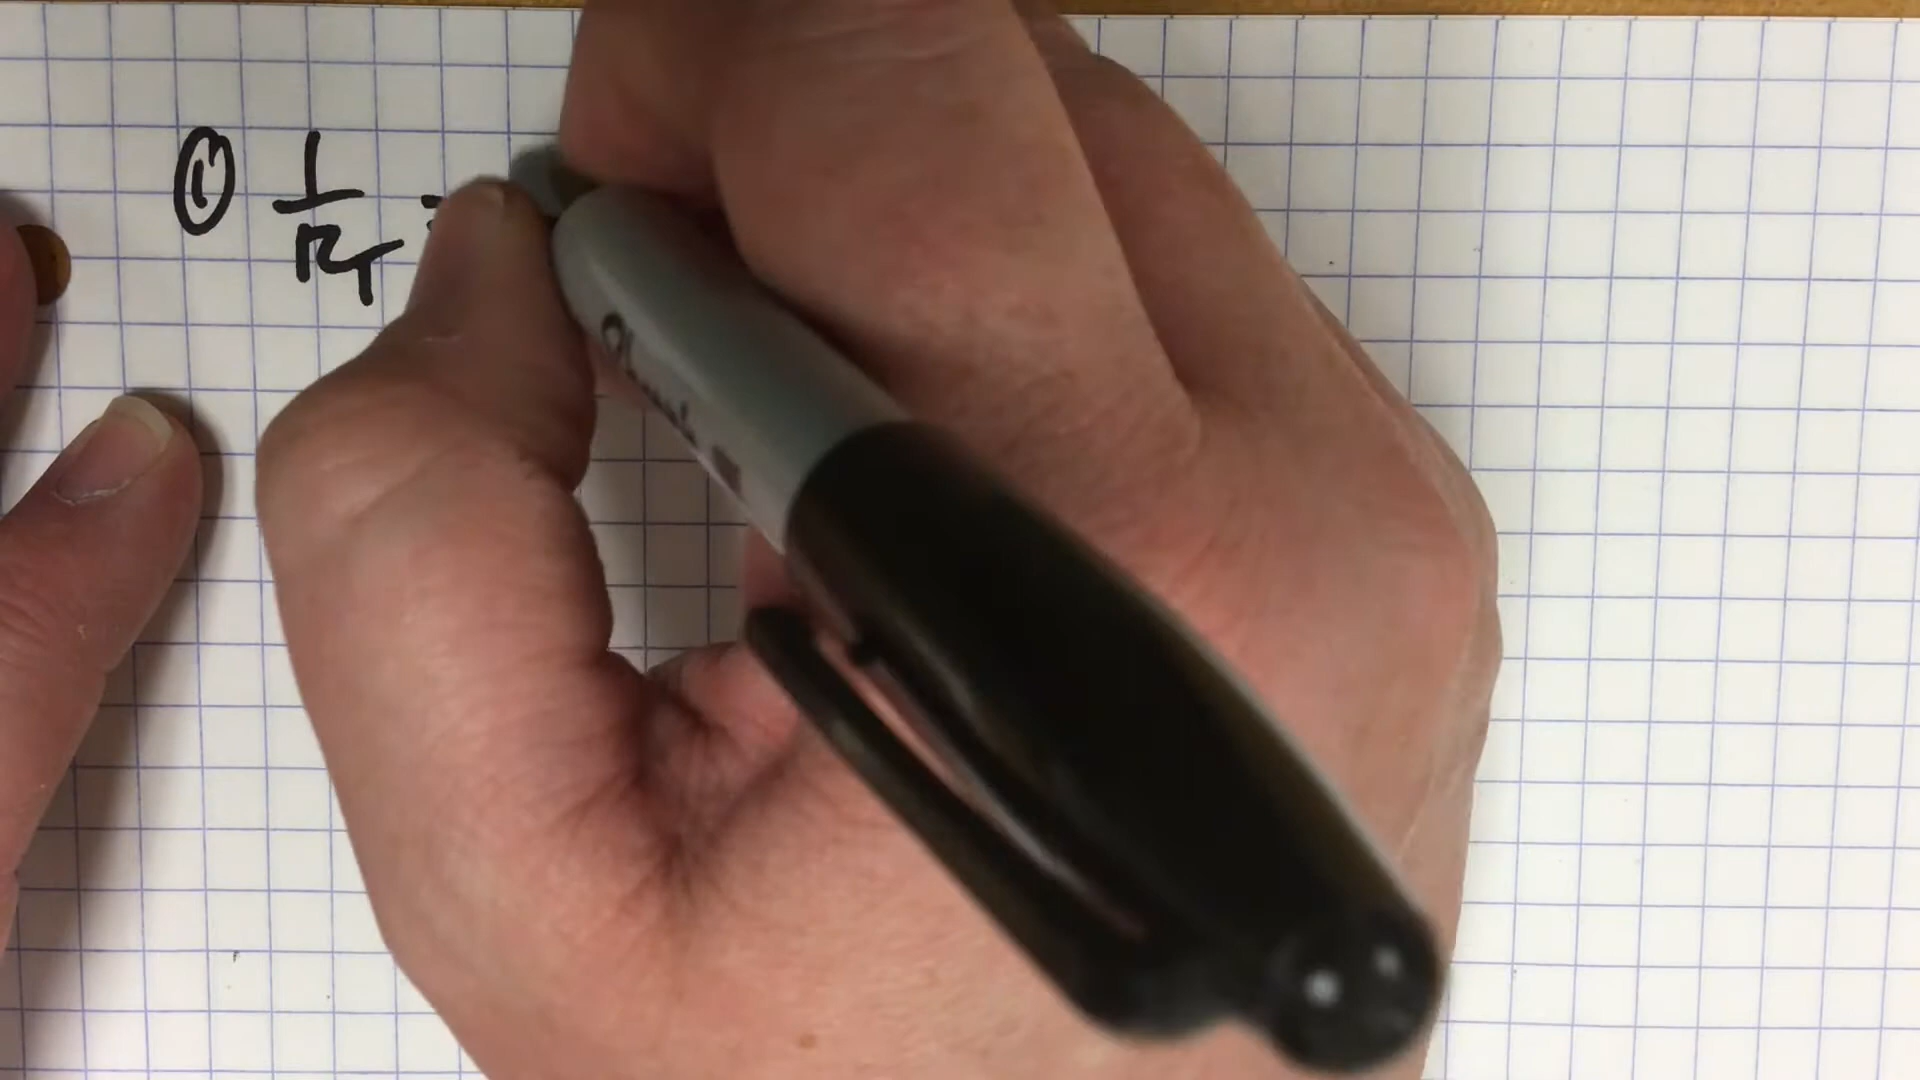 ① 1/R_T =